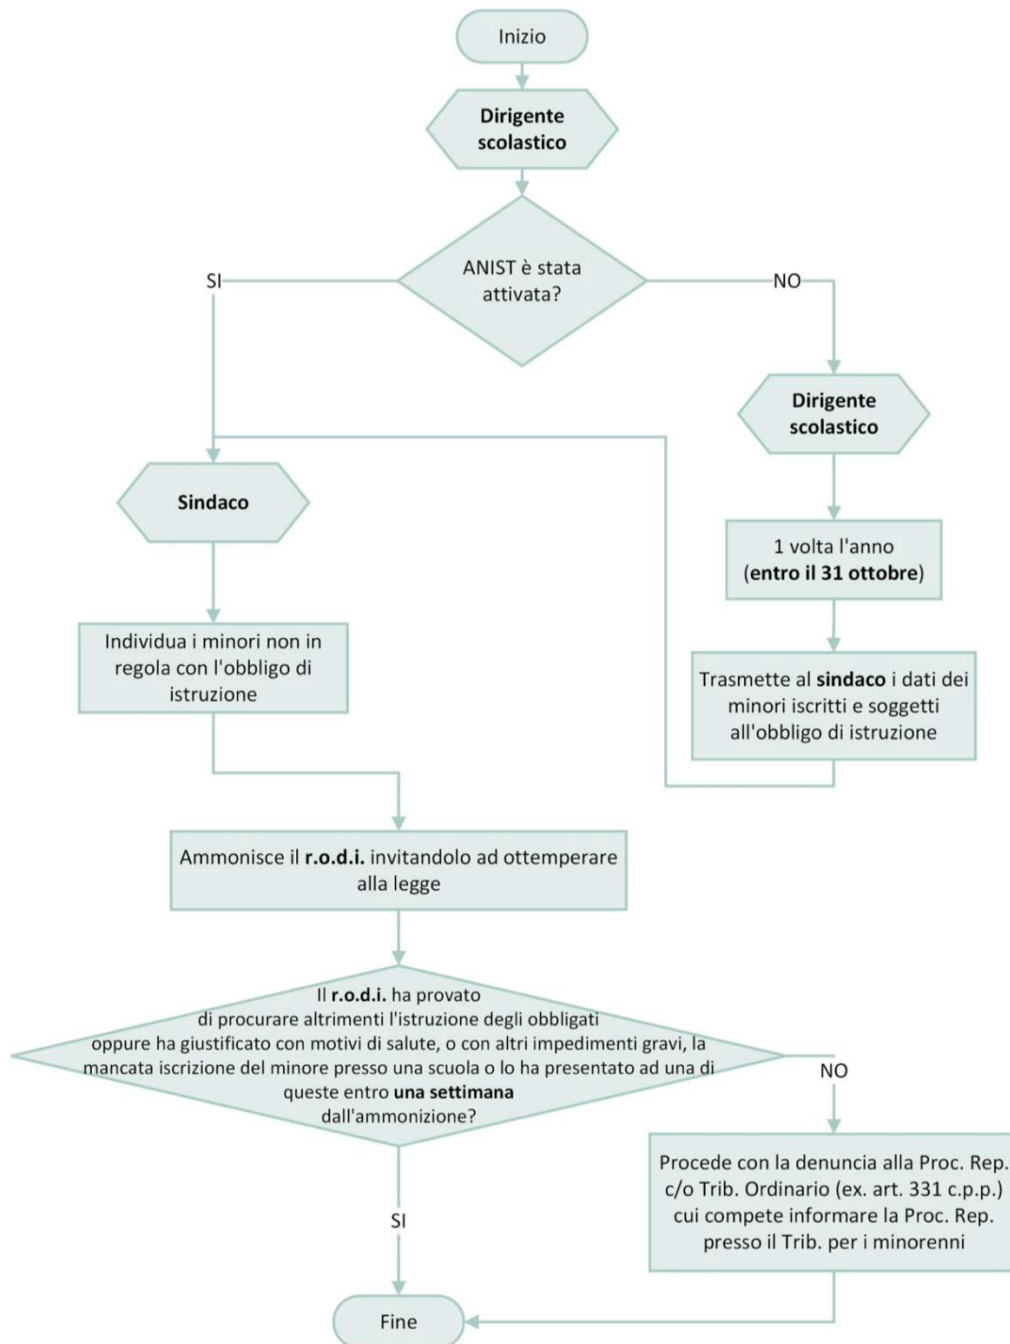 Inizio
Dirigente
scolastico
ANIST è stata
attivata?
SI
NO
Dirigente
scolastico
1 volta l'anno
(entro il 31 ottobre)
Trasmette al sindaco i dati dei
minori iscritti e soggetti
all'obbligo di istruzione
Sindaco
Individua i minori non in
regola con l'obbligo di
istruzione
Ammonisce il r.o.d.i. invitandolo ad ottemperare
alla legge
Il r.o.d.i. ha provato
di procurare altrimenti l'istruzione degli obbligati
oppure ha giustificato con motivi di salute, o con altri impedimenti gravi, la
mancata iscrizione del minore presso una scuola o lo ha presentato ad una di
queste entro una settimana
dall'ammonizione?
NO
Procede con la denuncia alla Proc. Rep.
c/o Trib. Ordinario (ex. art. 331 c.p.p.)
cui compete informare la Proc. Rep.
presso il Trib. per i minorenni
SI
Fine